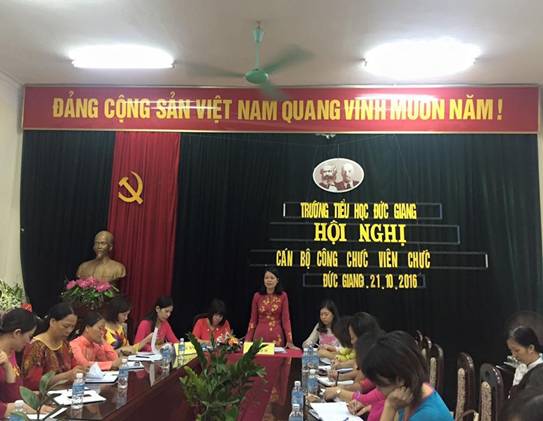 ĐẢNG CỘNG SẢN VIỆT NAM QUANG VINH MUÔN NĂM!
TRƯỜNG TIỂU HỌC ĐỨC GIANG
HỘI NGHỊ
CÁN BỘ CÔNG CHỨC VIÊN CHỨC
ĐỨC GIANG.21.10.2016